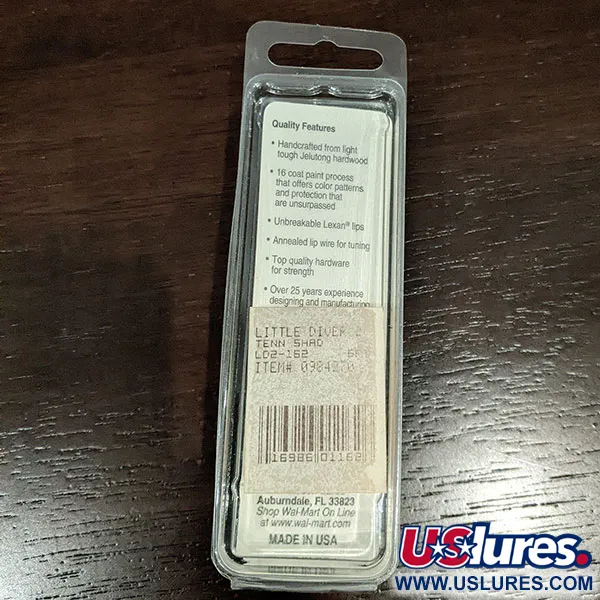 Quality Features
• Handcrafted from light
tough Jelutong hardwood
• 16 coat paint process
that offers color patterns
and protection that
are unsurpassed
• Unbreakable Lexan® lips
• Annealed lip wire for tuning
• Top quality hardware
for strength
• Over 25 years experience
designing and manufacturing
LITTLE DIVER
TENN SHAD
LD2-162
ITEM#
16986 01162
Auburndale, FL 33823
Shop Wal-Mart On Line
at www.wal-mart.com
MADE IN USA
USlures.
WWW.USLURES.COM